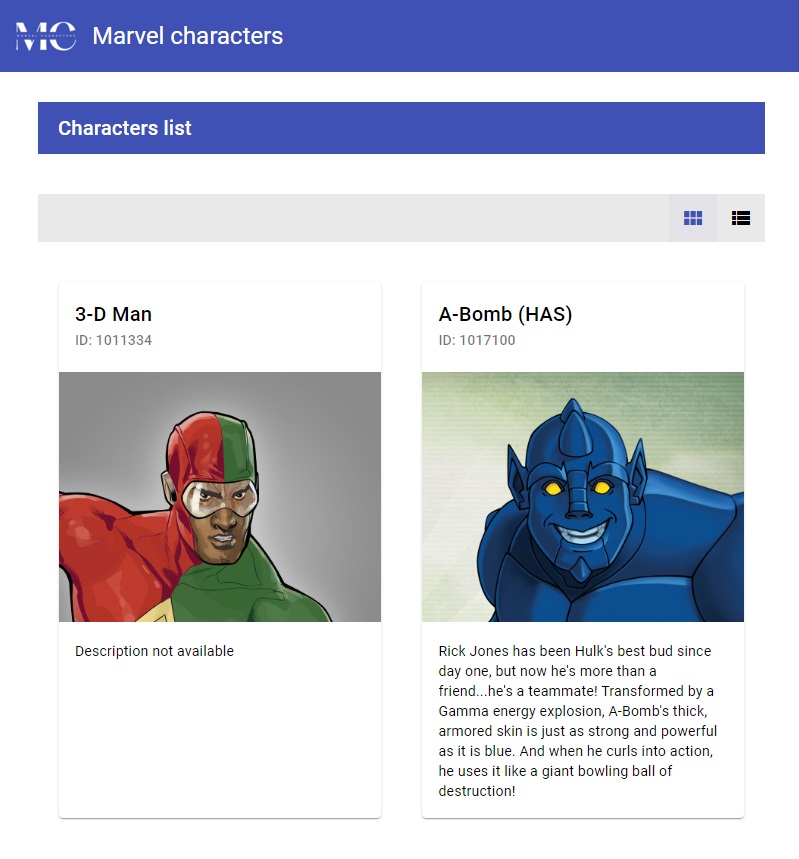 MC
MARVEL CHARACTERS
Marvel characters
Characters list
3-D Man
ID: 1011334
A-Bomb (HAS)
ID: 1017100
Description not available
Rick Jones has been Hulk's best bud since
day one, but now he's more than a
friend...he's a teammate! Transformed by a
Gamma energy explosion, A-Bomb's thick,
armored skin is just as strong and powerful
as it is blue. And when he curls into action,
he uses it like a giant bowling ball of
destruction!